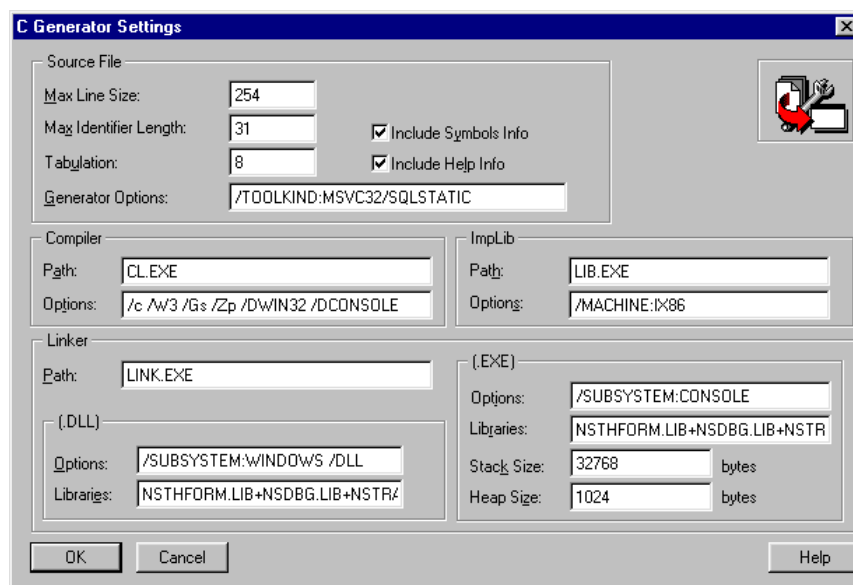 C Generator Settings
Source File
Max Line Size: 254
Max Identifier Length: 31
Include Symbols Info
Tabulation: 8
Include Help Info
Generator Options: /TOOLKIND:MSVC32/SQLSTATIC
Compiler
Path: CL.EXE
Options: /c /W3 /Gs /Zp /DWIN32 /DCONSOLE
ImpLib
Path: LIB.EXE
Options: /MACHINE:IX86
Linker
Path: LINK.EXE
(.DLL)
Options: /SUBSYSTEM:WINDOWS /DLL
Libraries: NSTHFORM.LIB+NSDBG.LIB+NSTRA
(.EXE)
Options: /SUBSYSTEM:CONSOLE
Libraries: NSTHFORM.LIB+NSDBG.LIB+NSTR
Stack Size: 32768 bytes
Heap Size: 1024 bytes
OK Cancel Help